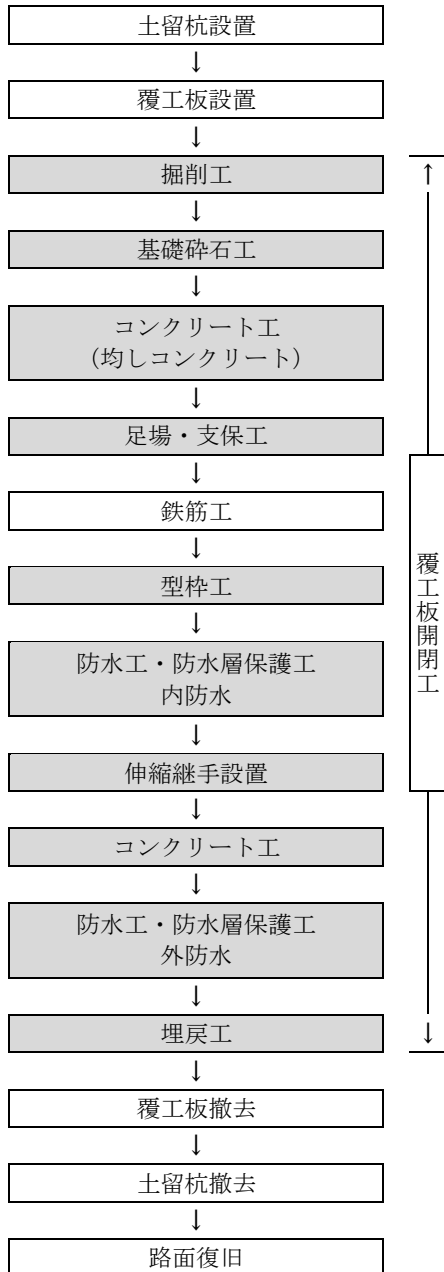 土留杭設置
↓
覆工板設置
↓
掘削工
↓
基礎砕石工
↓
コンクリート工
（均しコンクリート）
↓
足場・支保工
↓
鉄筋工
↓
型枠工
↓
防水工・防水層保護工
内防水
↓
伸縮継手設置
↓
コンクリート工
↓
防水工・防水層保護工
外防水
↓
埋戻工
↓
覆工板撤去
↓
土留杭撤去
↓
路面復旧
↑
覆工板開閉工
↓